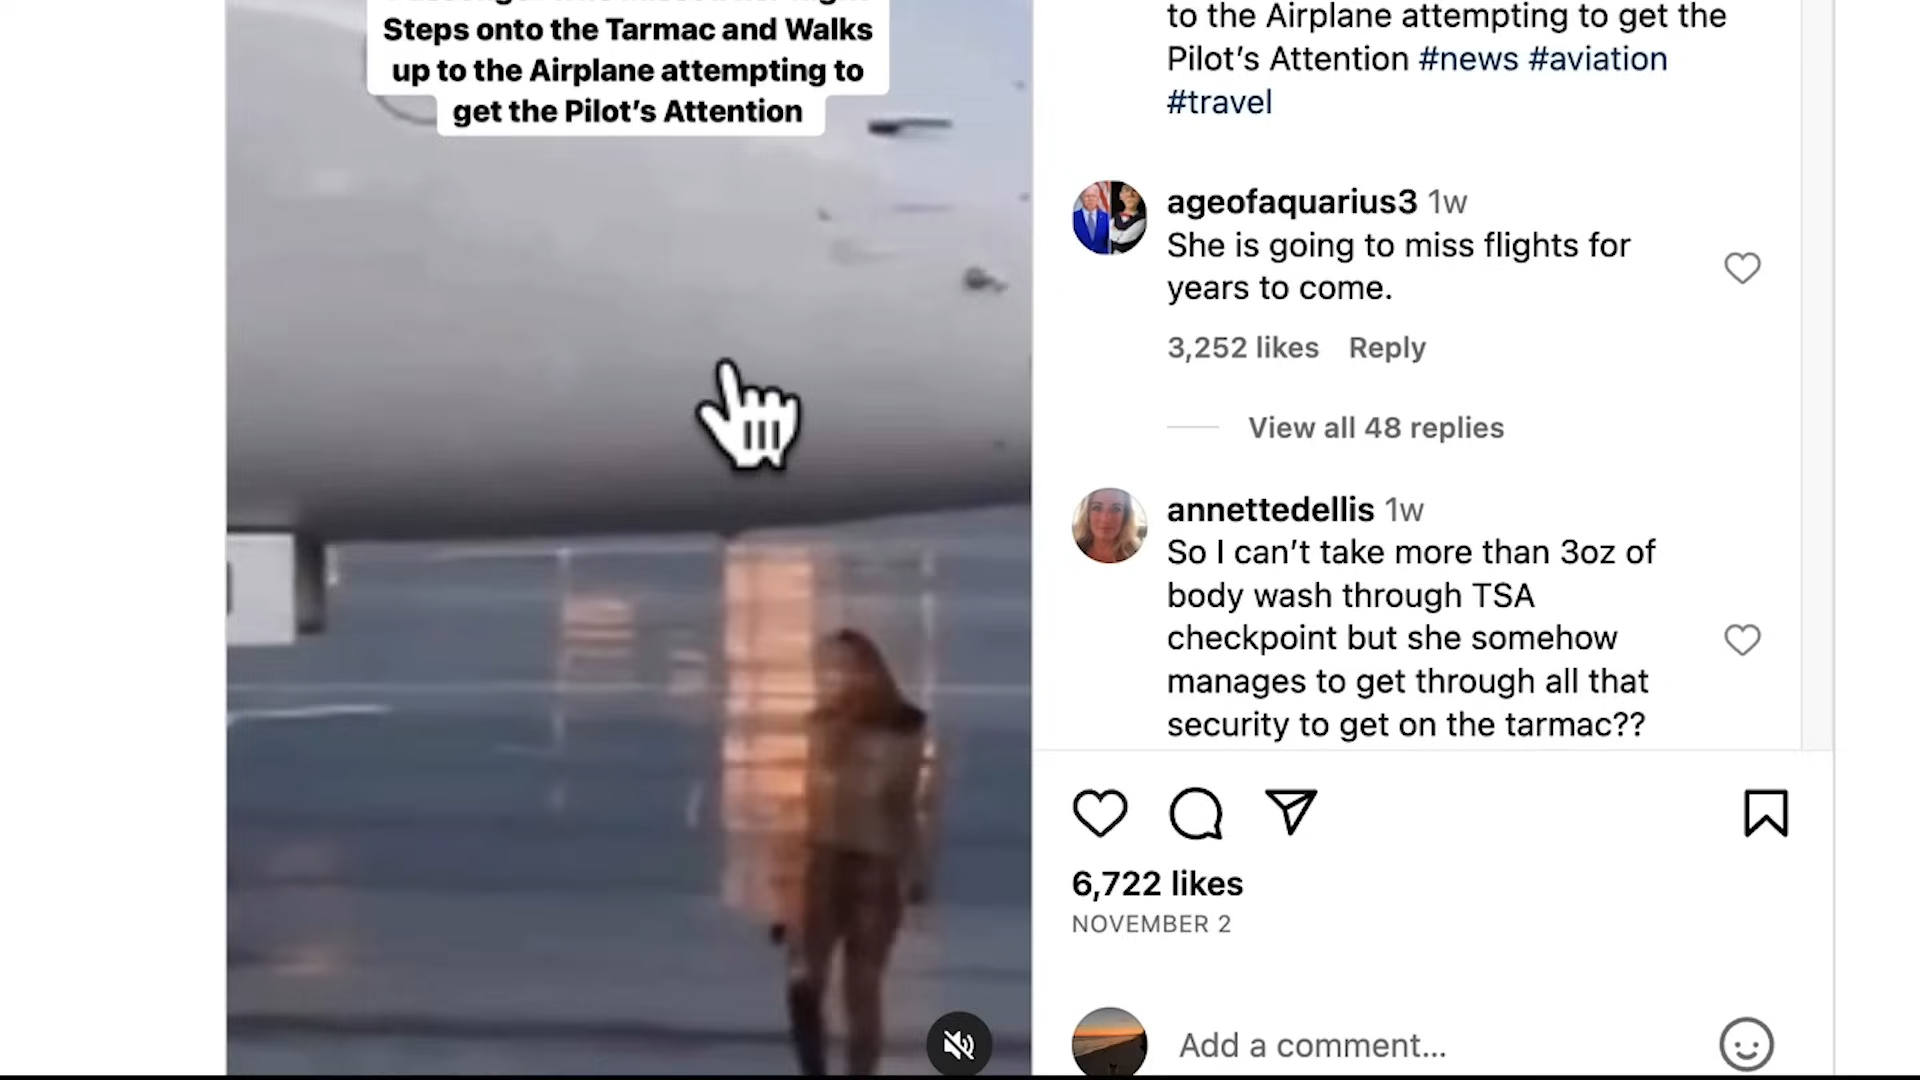 Steps onto the Tarmac and Walks
up to the Airplane attempting to
get the Pilot’s Attention
to the Airplane attempting to get the
Pilot’s Attention #news #aviation
#travel
ageofaquarius3 1w
She is going to miss flights for
years to come.
3,252 likes Reply
View all 48 replies
annettedellis 1w
So I can’t take more than 3oz of
body wash through TSA
checkpoint but she somehow
manages to get through all that
security to get on the tarmac??
6,722 likes
NOVEMBER 2
Add a comment...